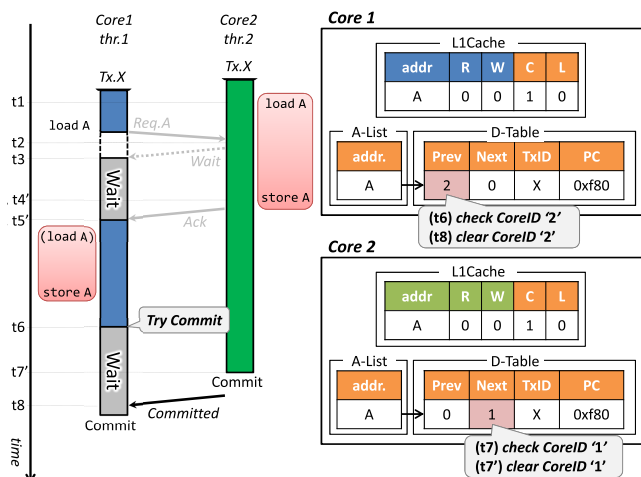 Core1
thr.1
Core2
thr.2
Tx.X
Tx.X
t1
load A
t2
t3
t4'
t5'
t6
t7'
t8
time
Req.A
Wait
Ack
Wait
Wait
load A
store A
(load A)
store A
Try Commit
Commit
Committed
Commit
Core 1
L1Cache
addr R W C L
A 0 0 1 0
A-List
D-Table
addr. Prev Next TxID PC
A 2 0 X 0xf80
(t6) check CoreID '2'
(t8) clear CoreID '2'
Core 2
L1Cache
addr R W C L
A 0 0 1 0
A-List
D-Table
addr. Prev Next TxID PC
A 0 1 X 0xf80
(t7) check CoreID '1'
(t7') clear CoreID '1'